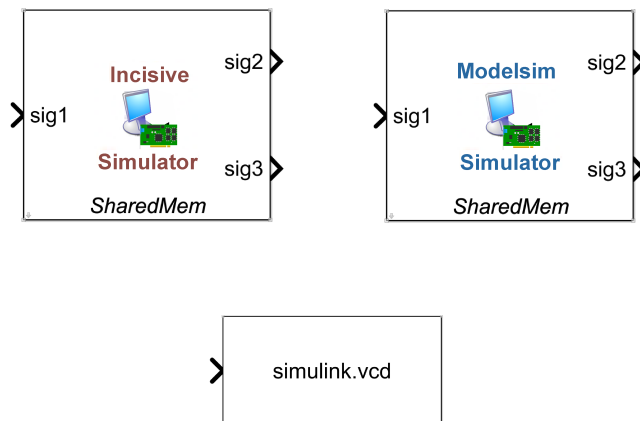 Incisive
sig1
sig2
Simulator
sig3
SharedMem
Modelsim
sig1
sig2
Simulator
sig3
SharedMem
simulink.vcd